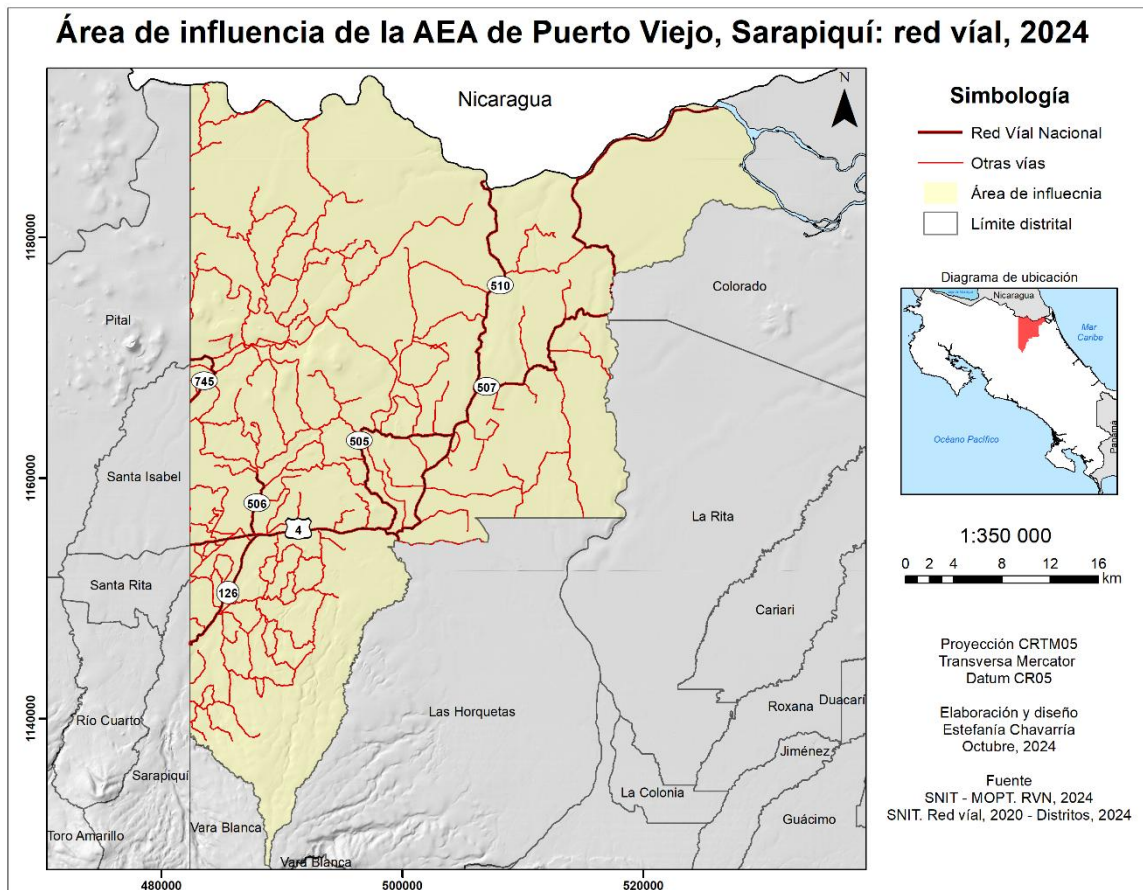 Área de influencia de la AEA de Puerto Viejo, Sarapiquí: red víal, 2024
Nicaragua
N
Pital
Colorado
Santa Isabel
Santa Rita
La Rita
Cariari
Río Cuarto
Las Horquetas
Roxana
Duacarí
Jiménez
Sarapiquí
La Colonia
Guácimo
Toro Amarillo
Vara Blanca
Vara Blanca
510
745
507
505
506
4
126
1180000
1160000
1140000
480000
500000
520000
Simbología
Red Víal Nacional
Otras vías
Área de influecnia
Límite distrital
Diagrama de ubicación
Nicaragua
Mar
Caribe
Océano Pacífico
Panamá
1:350 000
0 2 4 8 12 16
km
Proyección CRTM05
Transversa Mercator
Datum CR05
Elaboración y diseño
Estefanía Chavarría
Octubre, 2024
Fuente
SNIT - MOPT. RVN, 2024
SNIT. Red víal, 2020 - Distritos, 2024